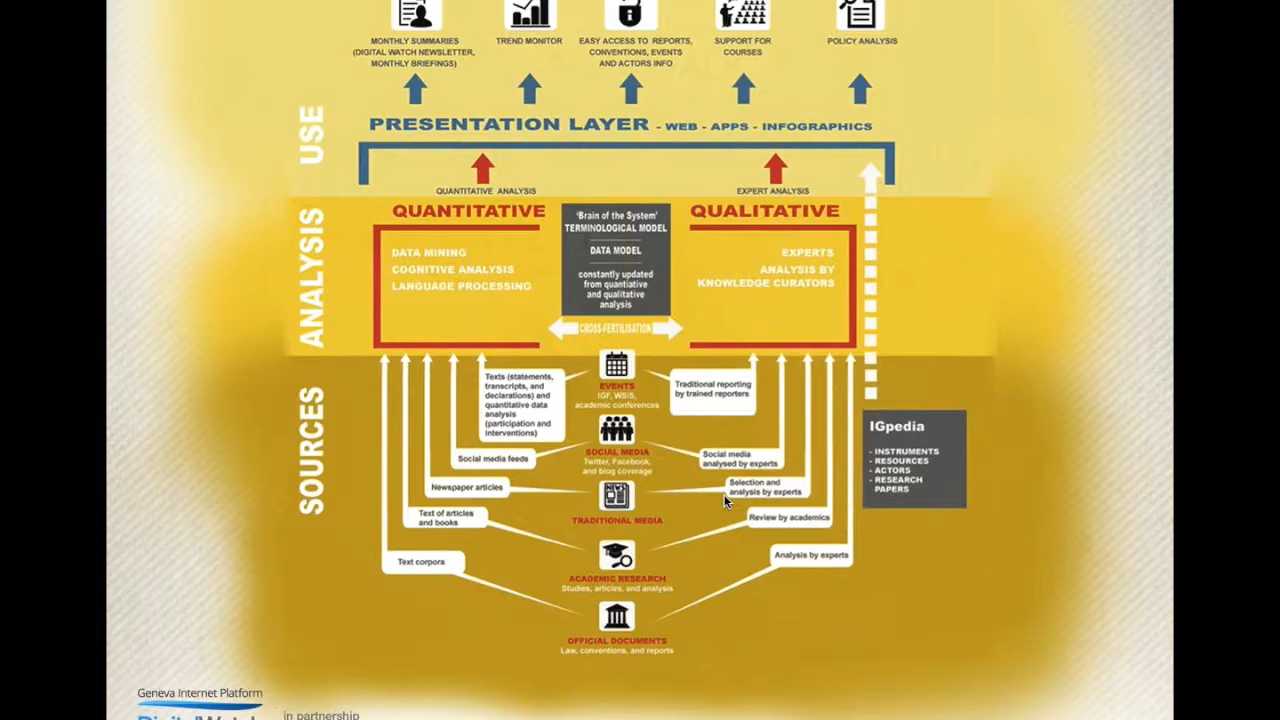 MONTHLY SUMMARIES
(DIGITAL WATCH NEWSLETTER,
MONTHLY BRIEFINGS)
TREND MONITOR
EASY ACCESS TO REPORTS,
CONVENTIONS, EVENTS
AND ACTORS INFO
SUPPORT FOR
COURSES
POLICY ANALYSIS
USE
PRESENTATION LAYER - WEB - APPS - INFOGRAPHICS
QUANTITATIVE ANALYSIS
EXPERT ANALYSIS
ANALYSIS
QUANTITATIVE
DATA MINING
COGNITIVE ANALYSIS
LANGUAGE PROCESSING
'Brain of the System'
TERMINOLOGICAL MODEL
DATA MODEL
constantly updated
from quantiative
and qualitative
analysis
CROSS-FERTILISATION
QUALITATIVE
EXPERTS
ANALYSIS BY
KNOWLEDGE CURATORS
SOURCES
Texts (statements,
transcripts, and
declarations) and
quantitative data
analysis
(participation and
interventions)
EVENTS
IGF, WSIS,
academic conferences
Traditional reporting
by trained reporters
Social media feeds
SOCIAL MEDIA
Twitter, Facebook,
and blog coverage
Social media
analysed by experts
Newspaper articles
NEWS
TRADITIONAL MEDIA
Selection and
analysis by experts
Text of articles
and books
ACADEMIC RESEARCH
Studies, articles, and analysis
Review by academics
Text corpora
OFFICIAL DOCUMENTS
Law, conventions, and reports
Analysis by experts
IGpedia
- INSTRUMENTS
- RESOURCES
- ACTORS
- RESEARCH
PAPERS
Geneva Internet Platform
in partnership